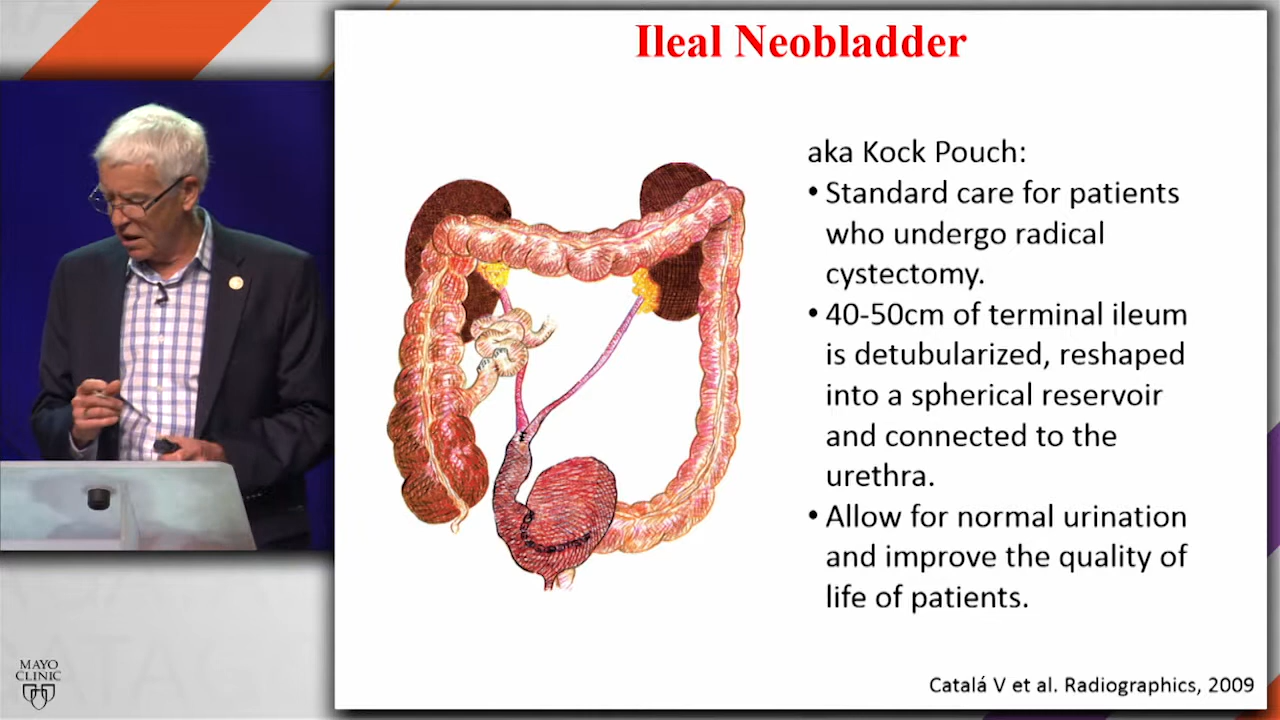 Ileal Neobladder
aka Kock Pouch:
• Standard care for patients
who undergo radical
cystectomy.
• 40-50cm of terminal ileum
is detubularized, reshaped
into a spherical reservoir
and connected to the
urethra.
• Allow for normal urination
and improve the quality of
life of patients.
Catalá V et al. Radiographics, 2009
MAYO
CLINIC